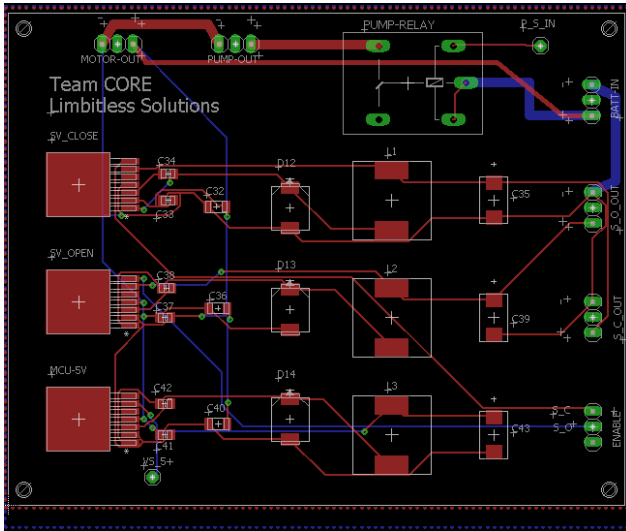 PUMP-RELAY
P_S_IN
MOTOR-OUT
PUMP-OUT
Team CORE
Limbitless Solutions
BATT-IN
SV_CLOSE
C34
D12
L1
C32
C35
C33
S_O_OUT
SV_OPEN
C38
D13
L2
C36
C37
C39
S_C_OUT
MCU-5V
C42
D14
L3
C40
C43
C41
S_C
S_O
ENABLE
VS_5+